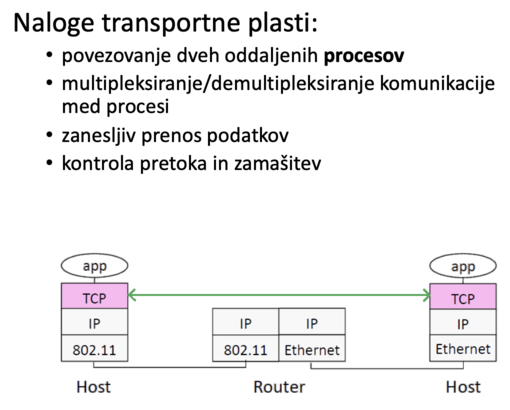 Naloge transportne plasti:
• povezovanje dveh oddaljenih procesov
• multipleksiranje/demultipleksiranje komunikacije
med procesi
• zanesljiv prenos podatkov
• kontrola pretoka in zamašitev
app
TCP
IP
802.11
Host
IP IP
802.11 Ethernet
Router
app
TCP
IP
Ethernet
Host